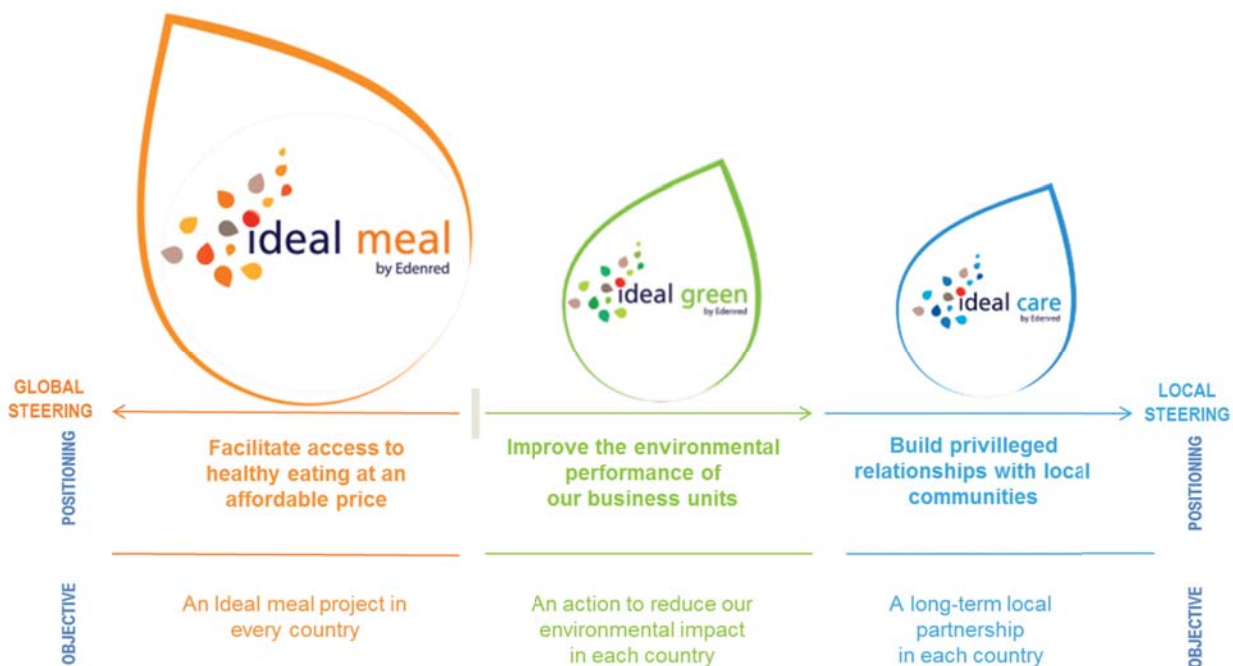 ideal meal
by Edenred
ideal green
by Edenred
ideal care
by Edenred
GLOBAL
STEERING
LOCAL
STEERING
POSITIONING
Facilitate access to
healthy eating at an
affordable price
Improve the environmental
performance of
our business units
Build privilleged
relationships with local
communities
POSITIONING
OBJECTIVE
An Ideal meal project in
every country
An action to reduce our
environmental impact
in each country
A long-term local
partnership
in each country
OBJECTIVE